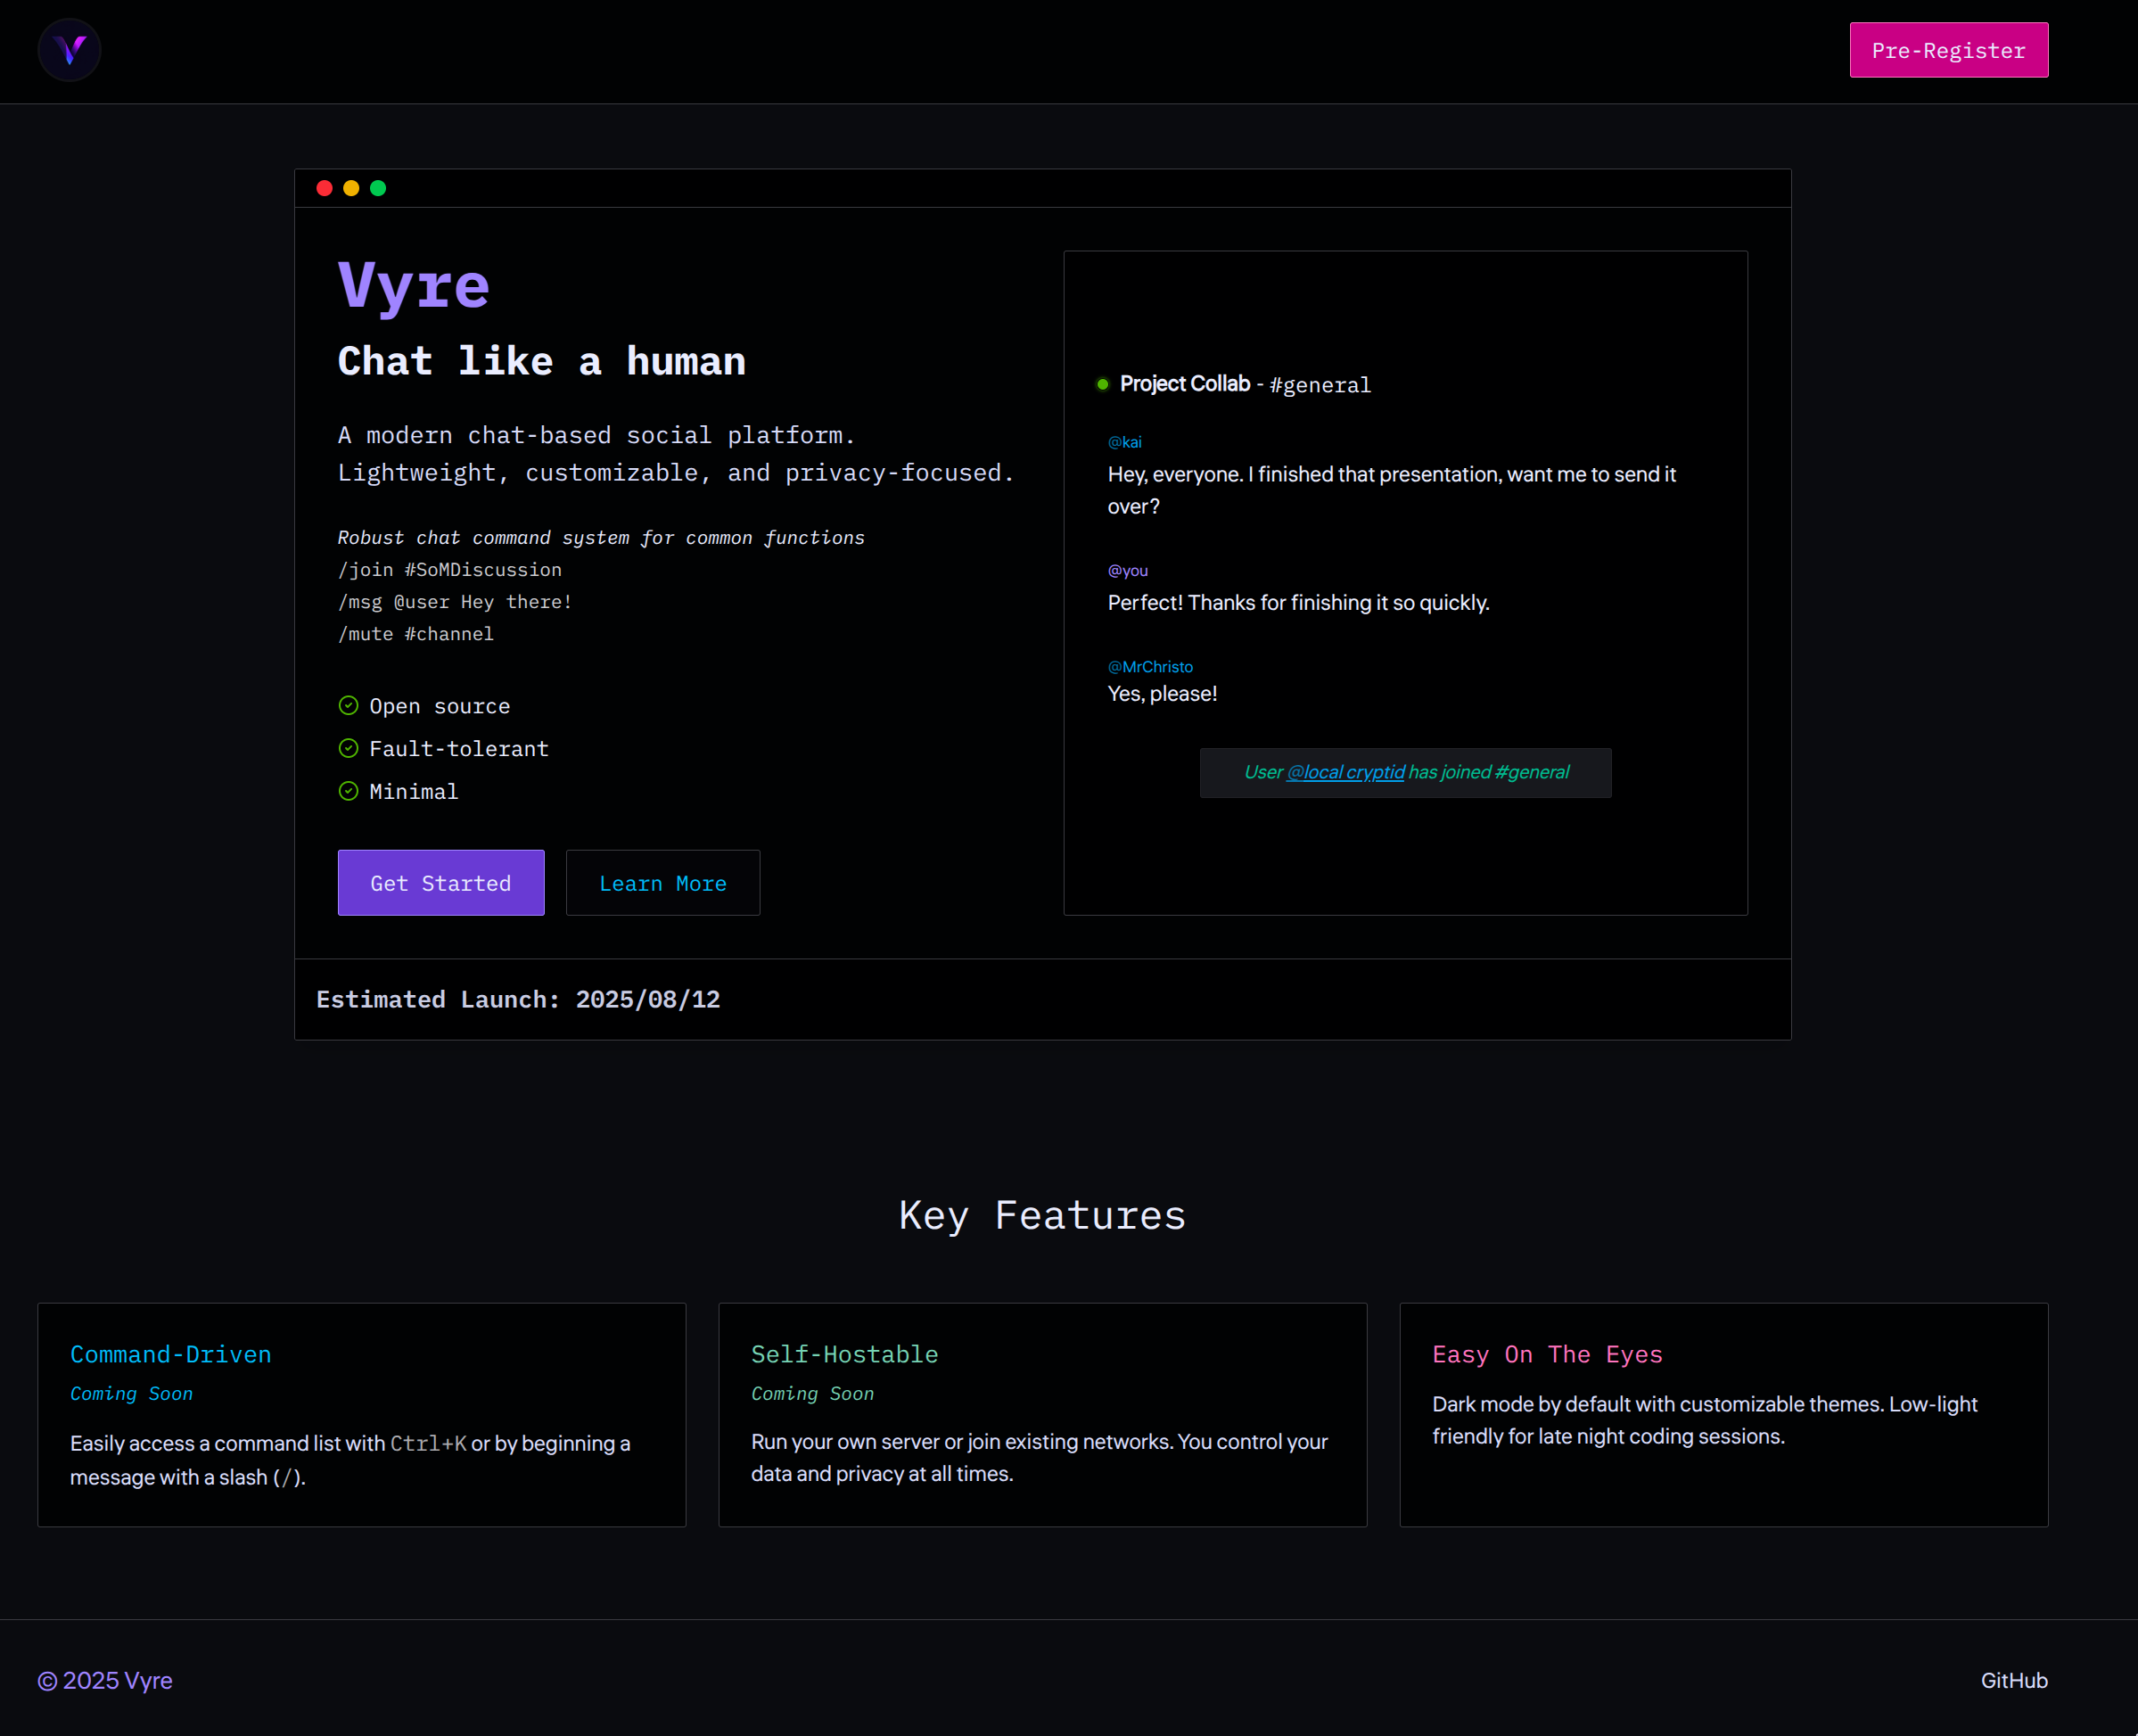 Pre-Register
Vyre
Chat like a human
A modern chat-based social platform.
Lightweight, customizable, and privacy-focused.
Robust chat command system for common functions
/join #SoMDiscussion
/msg @user Hey there!
/mute #channel
Open source
Fault-tolerant
Minimal
Get Started
Learn More
Project Collab - #general
@kai
Hey, everyone. I finished that presentation, want me to send it
over?
@you
Perfect! Thanks for finishing it so quickly.
@MrChristo
Yes, please!
User @local cryptid has joined #general
Estimated Launch: 2025/08/12
Key Features
Command-Driven
Coming Soon
Easily access a command list with Ctrl+K or by beginning a
message with a slash (/).
Self-Hostable
Coming Soon
Run your own server or join existing networks. You control your
data and privacy at all times.
Easy On The Eyes
Dark mode by default with customizable themes. Low-light
friendly for late night coding sessions.
© 2025 Vyre
GitHub